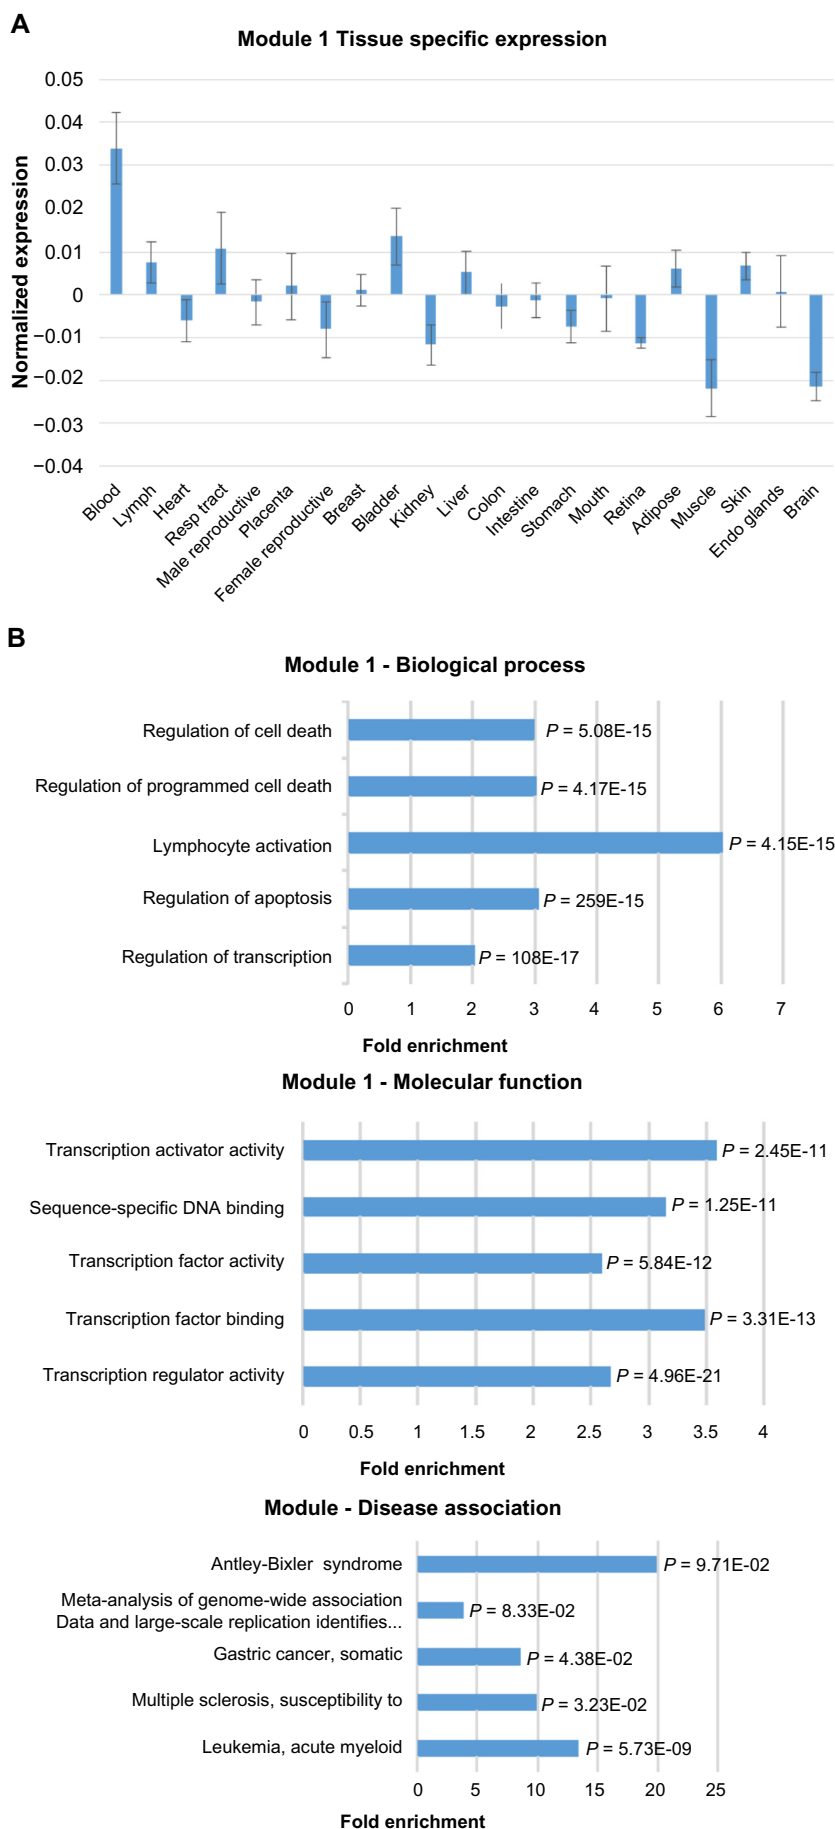 A
Module 1 Tissue specific expression
Normalized expression
0.05
0.04
0.03
0.02
0.01
0
−0.01
−0.02
−0.03
−0.04
Blood
Lymph
Heart
Resp tract
Male reproductive
Placenta
Female reproductive
Breast
Bladder
Kidney
Liver
Colon
Intestine
Stomach
Mouth
Retina
Adipose
Muscle
Skin
Endo glands
Brain
B
Module 1 - Biological process
Regulation of cell death P = 5.08E-15
Regulation of programmed cell death P = 4.17E-15
Lymphocyte activation P = 4.15E-15
Regulation of apoptosis P = 259E-15
Regulation of transcription P = 108E-17
0 1 2 3 4 5 6 7
Fold enrichment
Module 1 - Molecular function
Transcription activator activity P = 2.45E-11
Sequence-specific DNA binding P = 1.25E-11
Transcription factor activity P = 5.84E-12
Transcription factor binding P = 3.31E-13
Transcription regulator activity P = 4.96E-21
0 0.5 1 1.5 2 2.5 3 3.5 4
Fold enrichment
Module - Disease association
Antley-Bixler syndrome P = 9.71E-02
Meta-analysis of genome-wide association
Data and large-scale replication identifies... P = 8.33E-02
Gastric cancer, somatic P = 4.38E-02
Multiple sclerosis, susceptibility to P = 3.23E-02
Leukemia, acute myeloid P = 5.73E-09
0 5 10 15 20 25
Fold enrichment